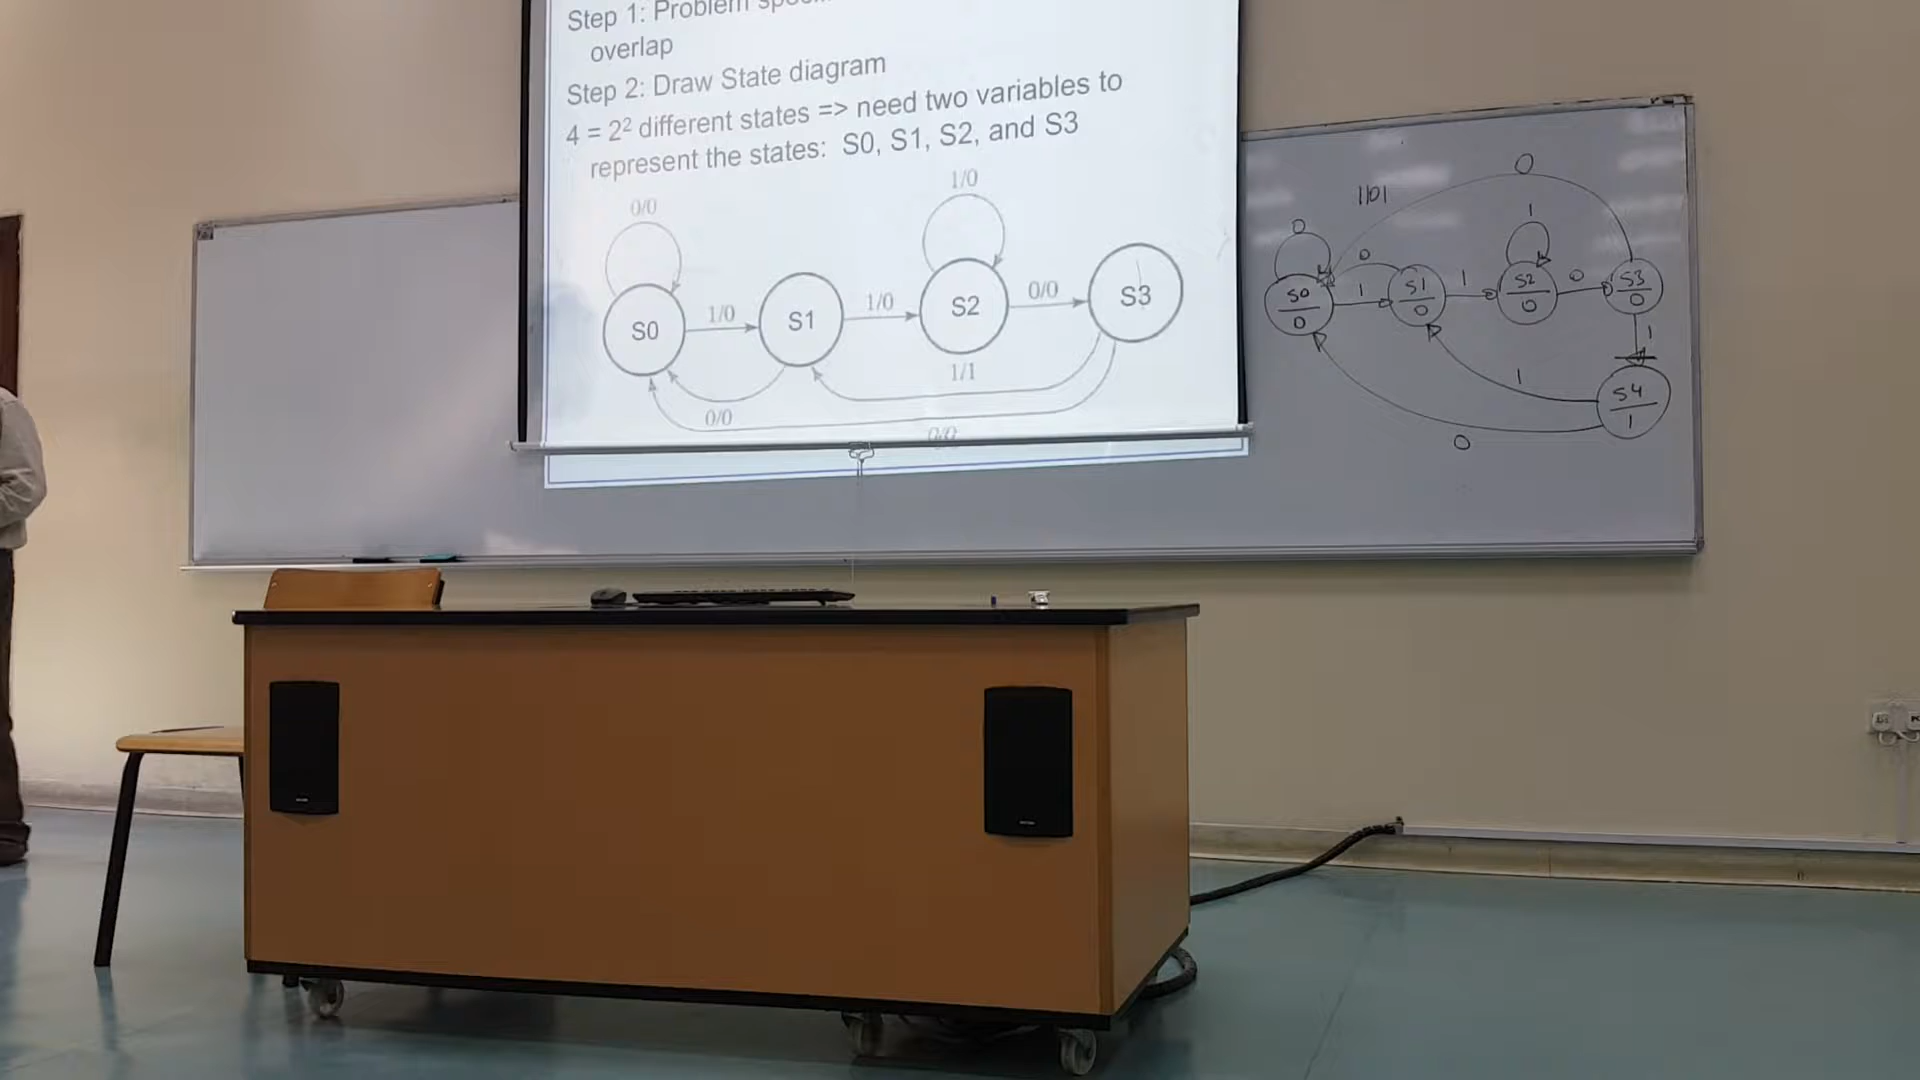 Step 1: Problem
overlap
Step 2: Draw State diagram
4 = 2² different states => need two variables to
represent the states: S0, S1, S2, and S3
1/0
0/0
S0
1/0
S1
1/0
S2
0/0
S3
1/1
0/0
0/0
1101
0
0
0
1
S0
0
1
S1
0
1
S2
0
0
S3
0
1
1
S4
1
0